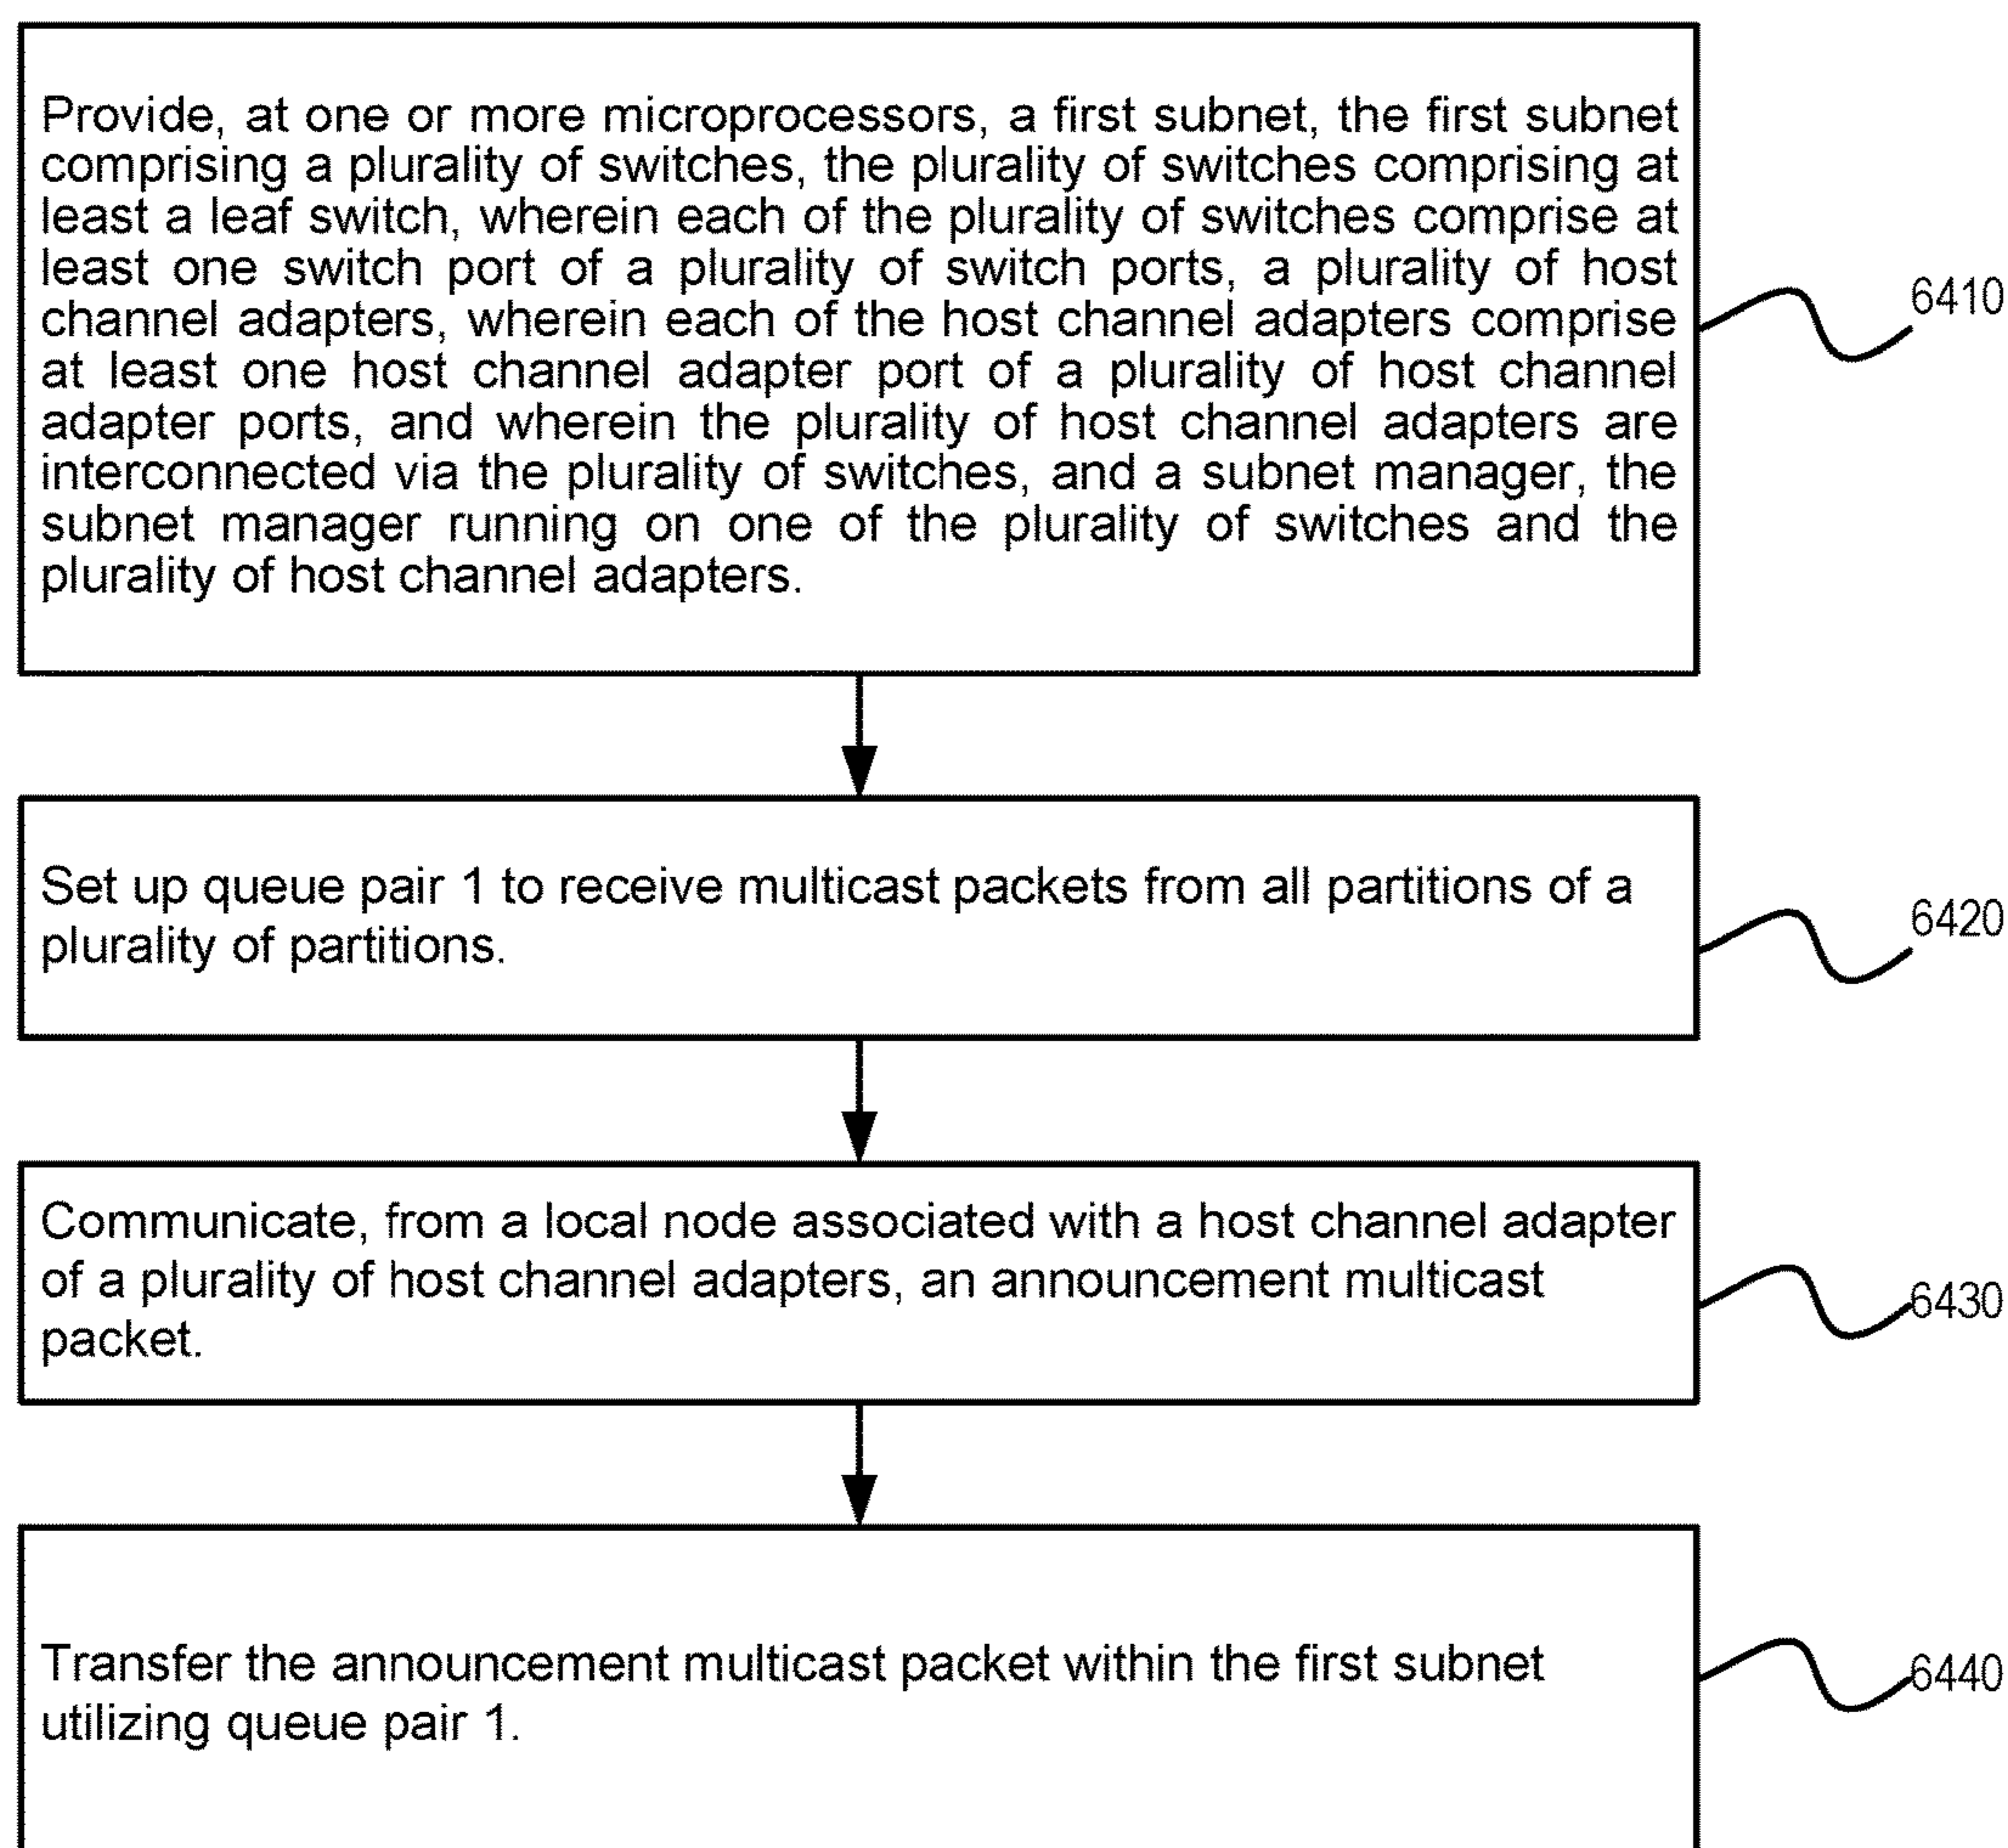 Provide, at one or more microprocessors, a first subnet, the first subnet
comprising a plurality of switches, the plurality of switches comprising at
least a leaf switch, wherein each of the plurality of switches comprise at
least one switch port of a plurality of switch ports, a plurality of host
channel adapters, wherein each of the host channel adapters comprise
at least one host channel adapter port of a plurality of host channel
adapter ports, and wherein the plurality of host channel adapters are
interconnected via the plurality of switches, and a subnet manager, the
subnet manager running on one of the plurality of switches and the
plurality of host channel adapters.
6410
Set up queue pair 1 to receive multicast packets from all partitions of a
plurality of partitions.
6420
Communicate, from a local node associated with a host channel adapter
of a plurality of host channel adapters, an announcement multicast
packet.
6430
Transfer the announcement multicast packet within the first subnet
utilizing queue pair 1.
6440